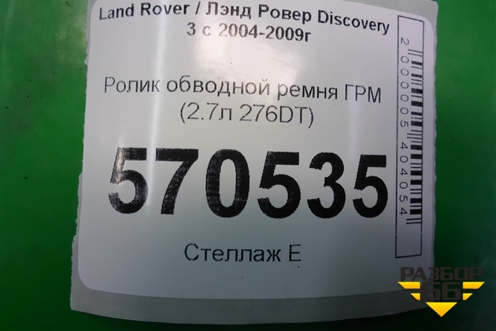 Land Rover / Лэнд Ровер Discovery
3 с 2004-2009г
Ролик обводной ремня ГРМ
(2.7л 276DT)
570535
Стеллаж Е
2000005404054
РАЗБОР
66